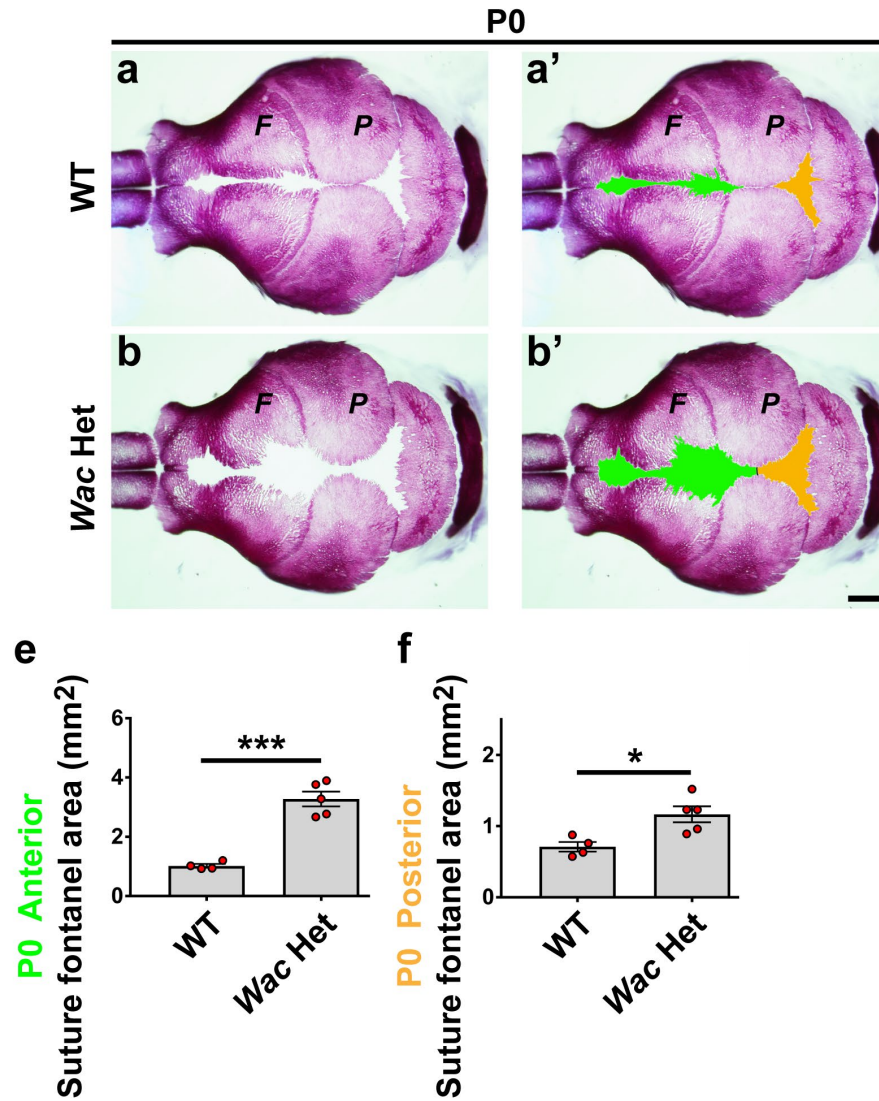 P0
a
a’
F
P
F
P
WT
b
b’
F
P
F
P
Wac Het
e
f
P0 Anterior
Suture fontanel area (mm²)
6
4
2
0
***
WT
Wac Het
P0 Posterior
Suture fontanel area (mm²)
2
1
0
*
WT
Wac Het